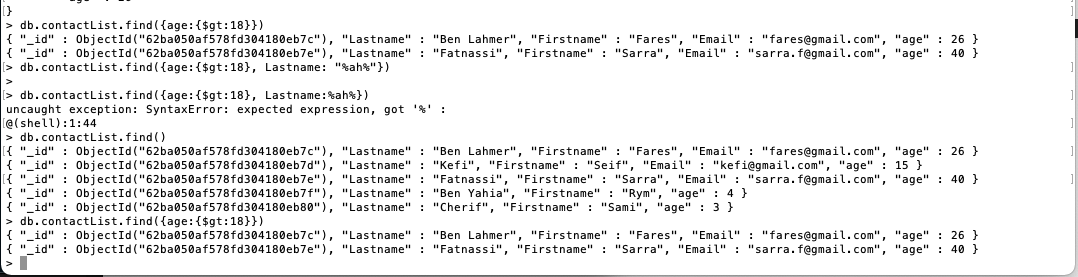 }
> db.contactList.find({age:{$gt:18}})
{ "_id" : ObjectId("62ba050af578fd304180eb7c"), "Lastname" : "Ben Lahmer", "Firstname" : "Fares", "Email" : "fares@gmail.com", "age" : 26 }
{ "_id" : ObjectId("62ba050af578fd304180eb7e"), "Lastname" : "Fatnassi", "Firstname" : "Sarra", "Email" : "sarra.f@gmail.com", "age" : 40 }
> db.contactList.find({age:{$gt:18}, Lastname: "%ah%"})
>
> db.contactList.find({age:{$gt:18}, Lastname:%ah%})
uncaught exception: SyntaxError: expected expression, got '%' :
@(shell):1:44
> db.contactList.find()
{ "_id" : ObjectId("62ba050af578fd304180eb7c"), "Lastname" : "Ben Lahmer", "Firstname" : "Fares", "Email" : "fares@gmail.com", "age" : 26 }
{ "_id" : ObjectId("62ba050af578fd304180eb7d"), "Lastname" : "Kefi", "Firstname" : "Seif", "Email" : "kefi@gmail.com", "age" : 15 }
{ "_id" : ObjectId("62ba050af578fd304180eb7e"), "Lastname" : "Fatnassi", "Firstname" : "Sarra", "Email" : "sarra.f@gmail.com", "age" : 40 }
{ "_id" : ObjectId("62ba050af578fd304180eb7f"), "Lastname" : "Ben Yahia", "Firstname" : "Rym", "age" : 4 }
{ "_id" : ObjectId("62ba050af578fd304180eb80"), "Lastname" : "Cherif", "Firstname" : "Sami", "age" : 3 }
> db.contactList.find({age:{$gt:18}})
{ "_id" : ObjectId("62ba050af578fd304180eb7c"), "Lastname" : "Ben Lahmer", "Firstname" : "Fares", "Email" : "fares@gmail.com", "age" : 26 }
{ "_id" : ObjectId("62ba050af578fd304180eb7e"), "Lastname" : "Fatnassi", "Firstname" : "Sarra", "Email" : "sarra.f@gmail.com", "age" : 40 }
>